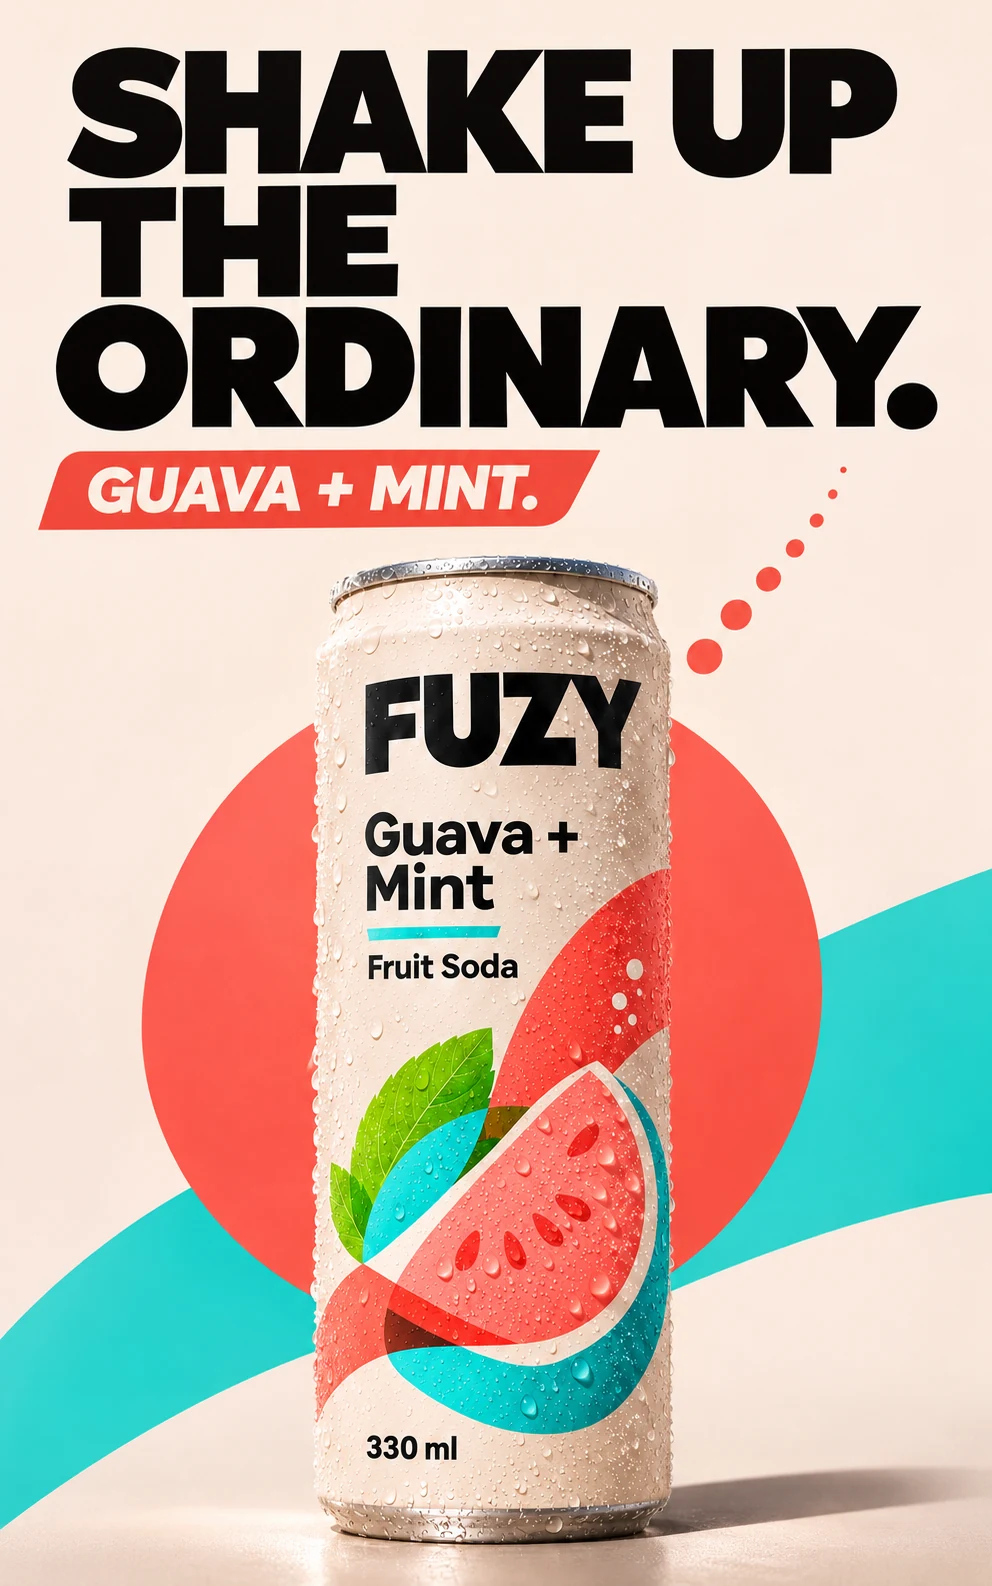 SHAKE UP
THE
ORDINARY.
GUAVA + MINT.
FUZY
Guava +
Mint
Fruit Soda
330 ml